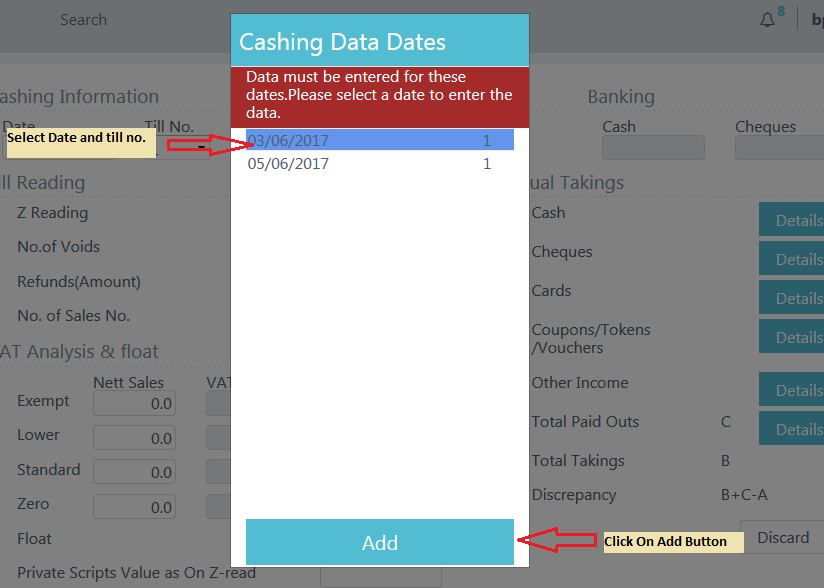 Search
8
bp
Cashing Data Dates
Data must be entered for these
dates.Please select a date to enter the
data.
03/06/2017 1
05/06/2017 1
Add
Select Date and till no.
Click On Add Button
ashing Information
Date Till No.
ill Reading
Z Reading
No.of Voids
Refunds(Amount)
No. of Sales No.
AT Analysis & float
Nett Sales VAT
Exempt 0.0
Lower 0.0
Standard 0.0
Zero 0.0
Float
Private Scripts Value as On Z-read
Banking
Cash Cheques
ual Takings
Cash Details
Cheques Details
Cards Details
Coupons/Tokens
/Vouchers Details
Other Income Details
Total Paid Outs C Details
Total Takings B
Discrepancy B+C-A
Discard